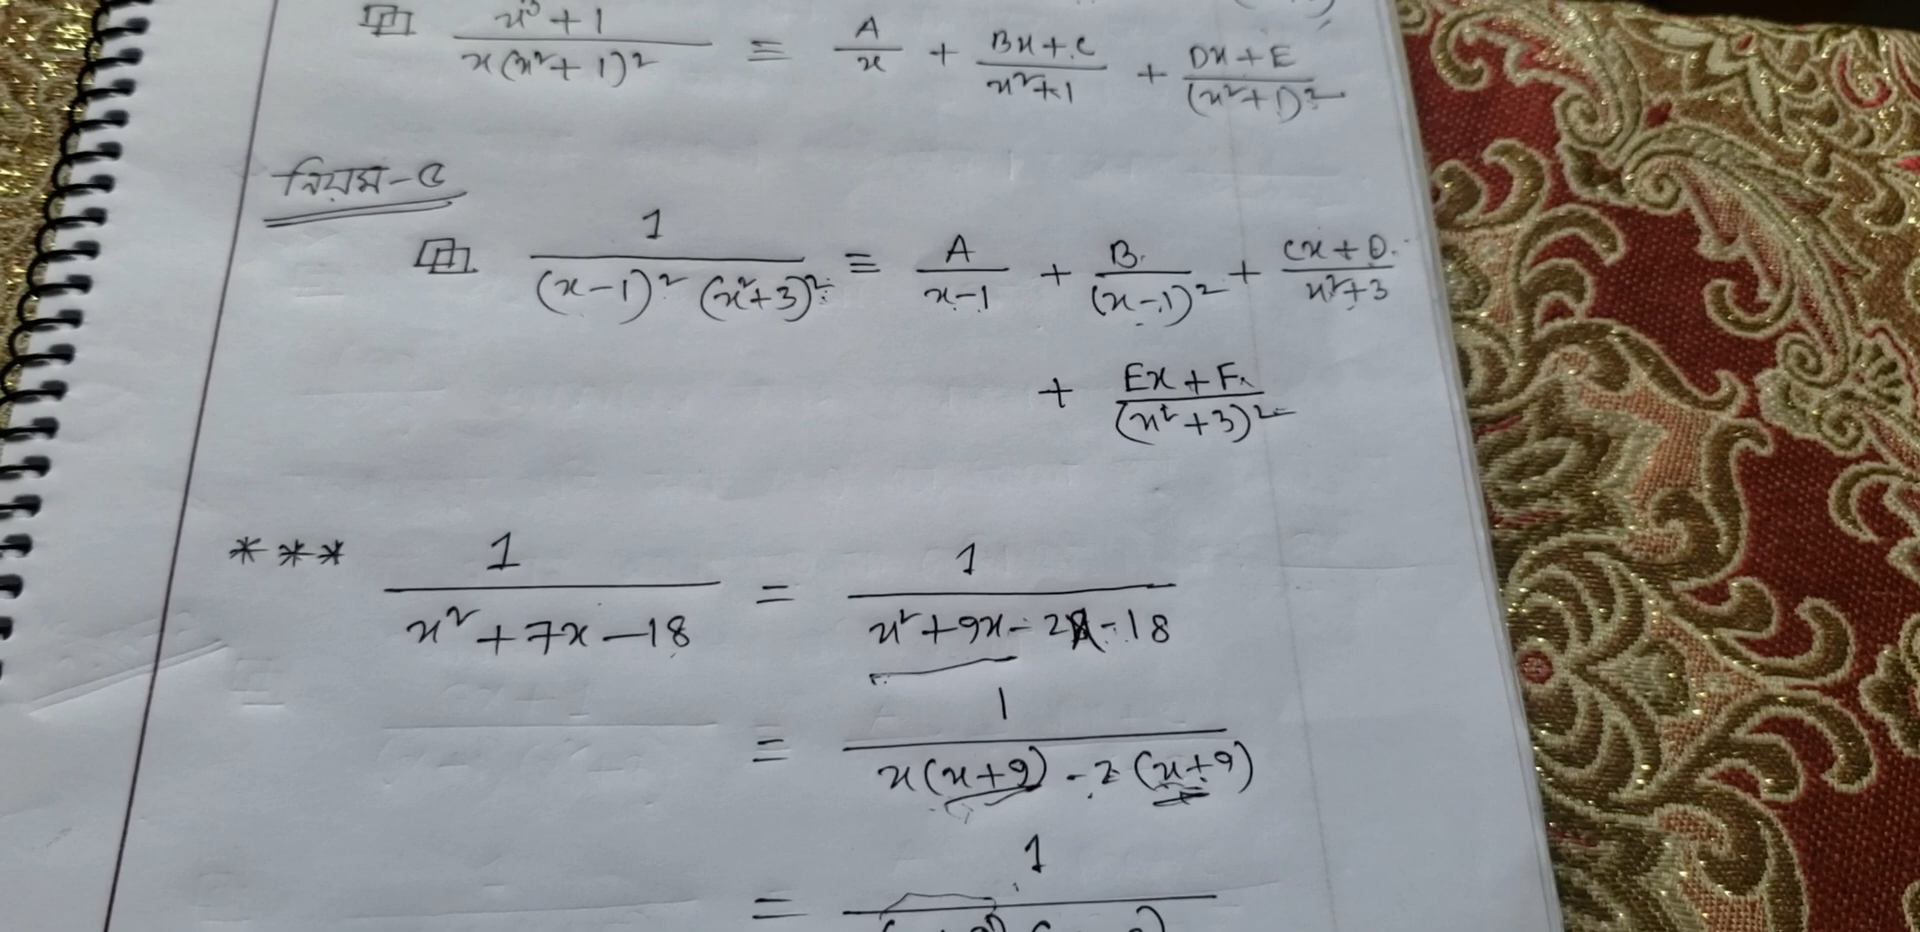 (x³+1)/(x(x²+1)²) ≡ A/x + (Bx+C)/(x²+1) + (Dx+E)/(x²+1)²
নিয়ম-৫
1/((x-1)² (x²+3)²) ≡ A/(x-1) + B/(x-1)² + (Cx+D)/(x²+3)
+ (Ex+F)/(x²+3)²
*** 1/(x²+7x-18) = 1/(x²+9x-2x-18)
= 1/(x(x+9)-2(x+9))
= 1